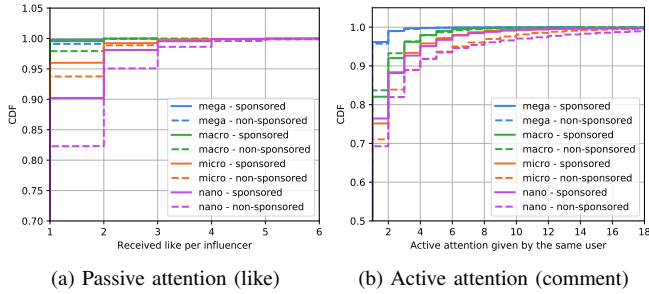 1.05
1.00
0.95
0.90
0.85
0.80
0.75
0.70
CDF
mega - sponsored
mega - non-sponsored
macro - sponsored
macro - non-sponsored
micro - sponsored
micro - non-sponsored
nano - sponsored
nano - non-sponsored
1 2 3 4 5 6
Received like per influencer
(a) Passive attention (like)
1.0
0.9
0.8
0.7
0.6
0.5
CDF
mega - sponsored
mega - non-sponsored
macro - sponsored
macro - non-sponsored
micro - sponsored
micro - non-sponsored
nano - sponsored
nano - non-sponsored
2 4 6 8 10 12 14 16 18
Active attention given by the same user
(b) Active attention (comment)